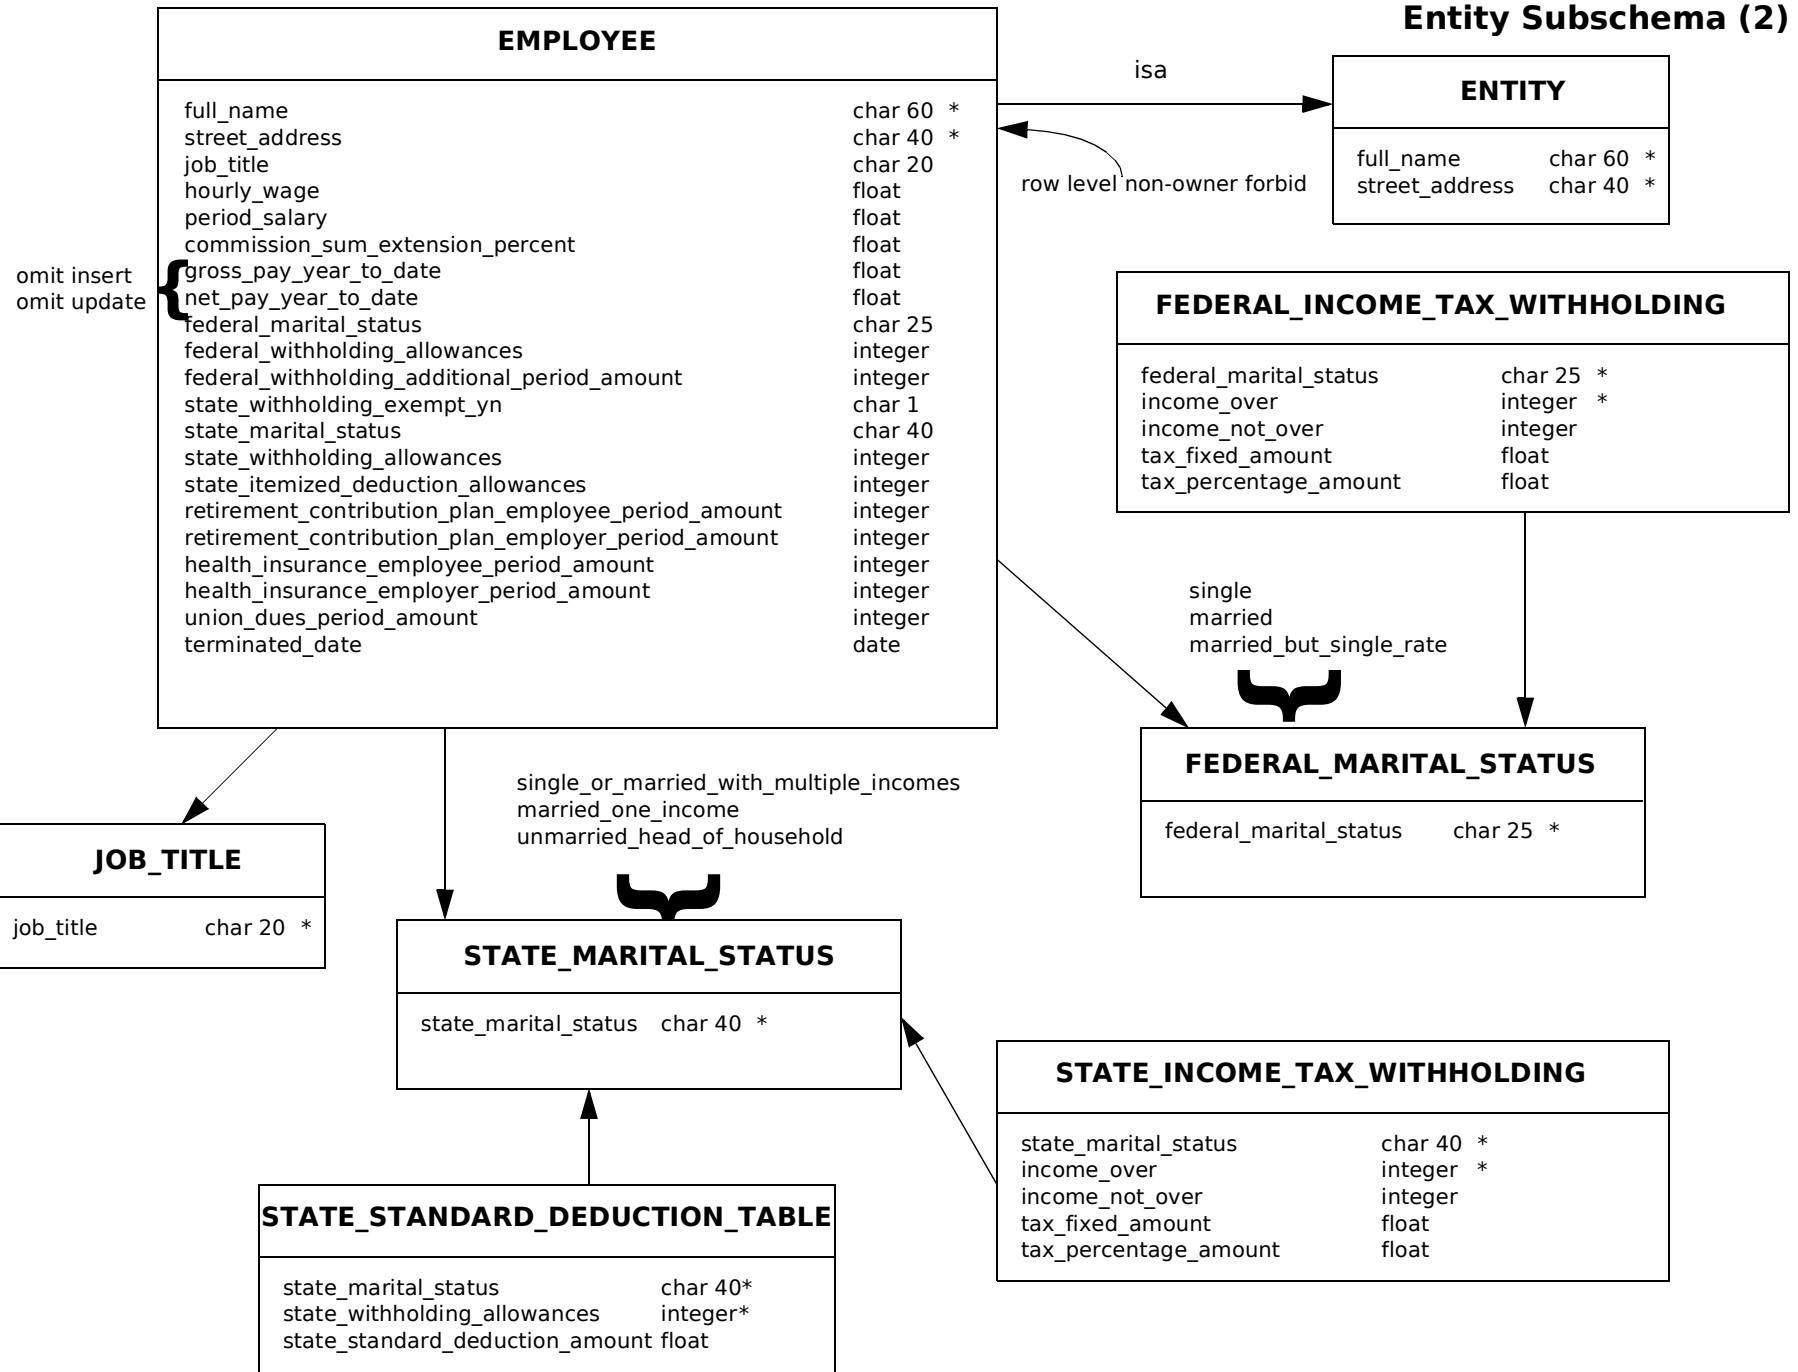 Entity Subschema (2)
EMPLOYEE
full_name char 60 *
street_address char 40 *
job_title char 20
hourly_wage float
period_salary float
commission_sum_extension_percent float
gross_pay_year_to_date float
net_pay_year_to_date float
federal_marital_status char 25
federal_withholding_allowances integer
federal_withholding_additional_period_amount integer
state_withholding_exempt_yn char 1
state_marital_status char 40
state_withholding_allowances integer
state_itemized_deduction_allowances integer
retirement_contribution_plan_employee_period_amount integer
retirement_contribution_plan_employer_period_amount integer
health_insurance_employee_period_amount integer
health_insurance_employer_period_amount integer
union_dues_period_amount integer
terminated_date date
omit insert
omit update
isa
row level non-owner forbid
ENTITY
full_name char 60 *
street_address char 40 *
FEDERAL_INCOME_TAX_WITHHOLDING
federal_marital_status char 25 *
income_over integer *
income_not_over integer
tax_fixed_amount float
tax_percentage_amount float
single
married
married_but_single_rate
FEDERAL_MARITAL_STATUS
federal_marital_status char 25 *
JOB_TITLE
job_title char 20 *
single_or_married_with_multiple_incomes
married_one_income
unmarried_head_of_household
STATE_MARITAL_STATUS
state_marital_status char 40 *
STATE_INCOME_TAX_WITHHOLDING
state_marital_status char 40 *
income_over integer *
income_not_over integer
tax_fixed_amount float
tax_percentage_amount float
STATE_STANDARD_DEDUCTION_TABLE
state_marital_status char 40*
state_withholding_allowances integer*
state_standard_deduction_amount float